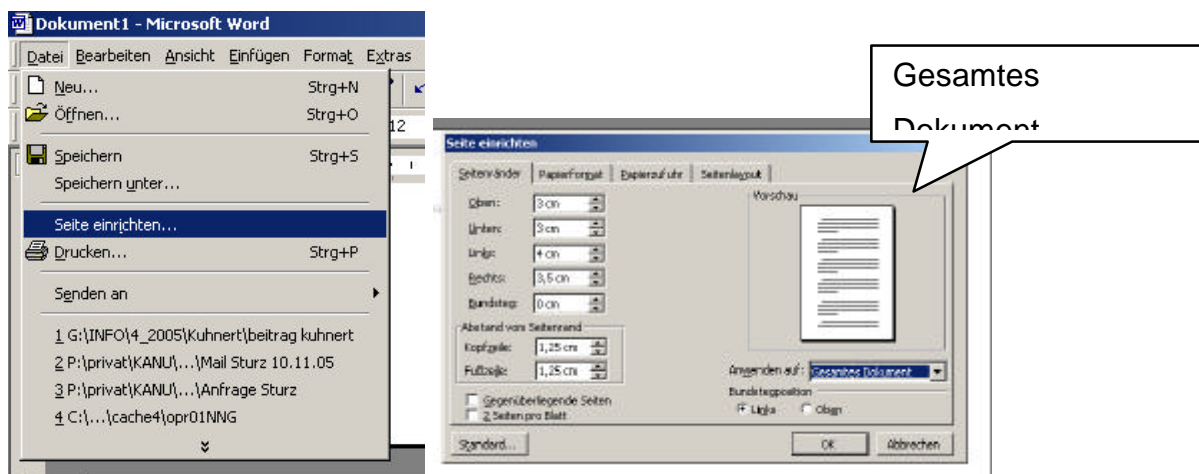 Dokument1 - Microsoft Word
Datei Bearbeiten Ansicht Einfügen Format Extras
Neu... Strg+N
Öffnen... Strg+O
12
Speichern Strg+S
Speichern unter...
Seite einrichten...
Drucken... Strg+P
Senden an
1 G:\INFO\4_2005\Kuhnert\beitrag kuhnert
2 P:\privat\KANU\...\Mail Sturz 10.11.05
3 P:\privat\KANU\...\Anfrage Sturz
4 C:\...\cache4\opr01NNG
Gesamtes
Dokument
Seite einrichten
Seitenränder Papierformat Papierzufuhr Seitenlayout
Oben: 3 cm
Unten: 3 cm
Links: 4 cm
Rechts: 3,5 cm
Bundsteg: 0 cm
Abstand vom Seitenrand
Kopfzeile: 1,25 cm
Fußzeile: 1,25 cm
Gegenüberliegende Seiten
2 Seiten pro Blatt
Vorschau
Anwenden auf: Gesamtes Dokument
Bundstegposition
Links Oben
Standard... OK Abbrechen